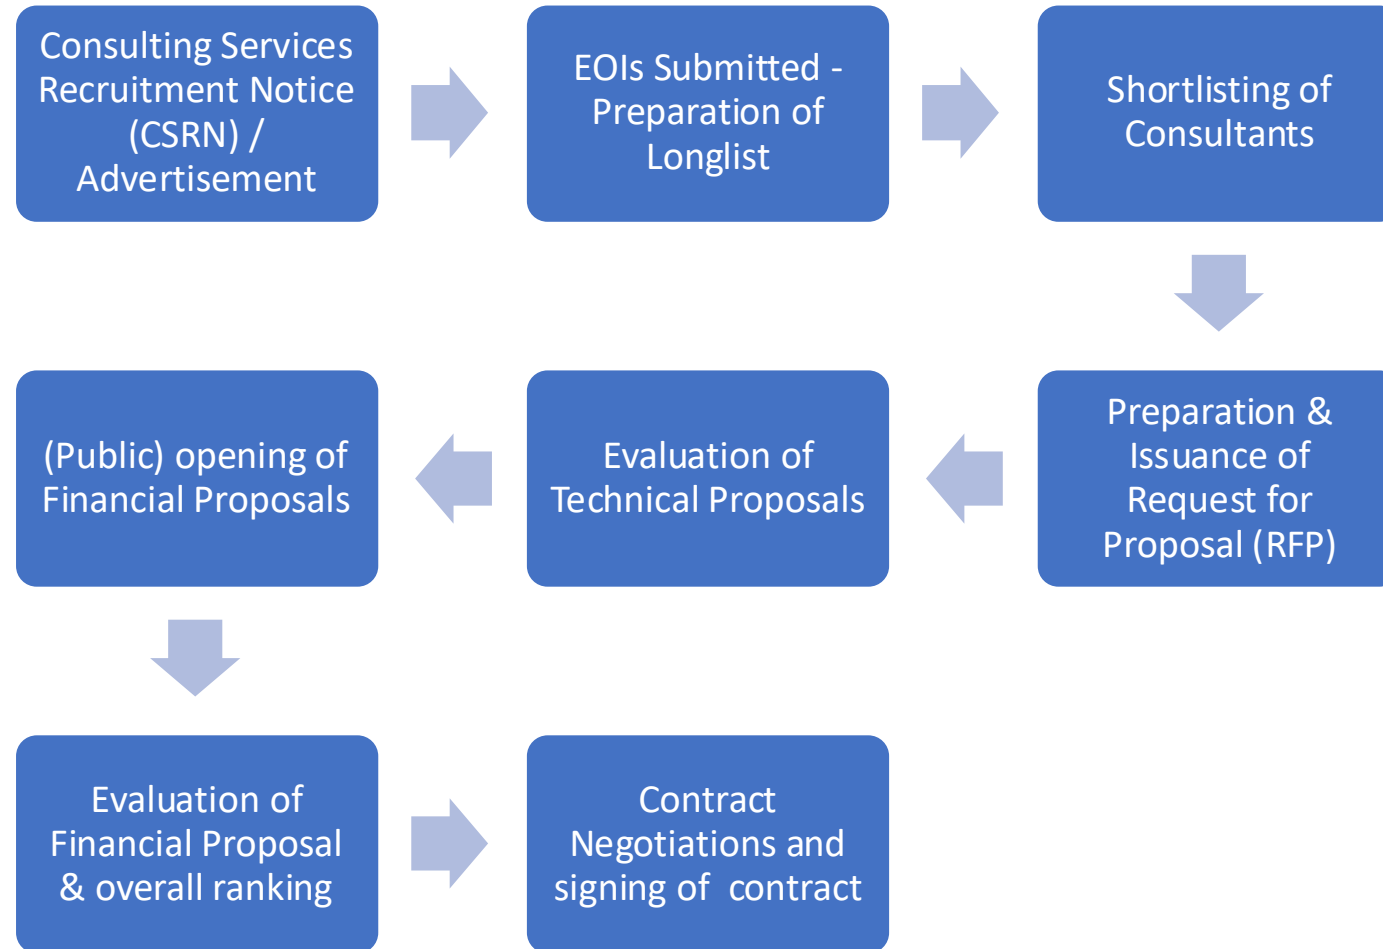 Consulting Services
Recruitment Notice
(CSRN) /
Advertisement
EOIs Submitted -
Preparation of
Longlist
Shortlisting of
Consultants
Preparation &
Issuance of
Request for
Proposal (RFP)
Evaluation of
Technical Proposals
(Public) opening of
Financial Proposals
Evaluation of
Financial Proposal
& overall ranking
Contract
Negotiations and
signing of contract